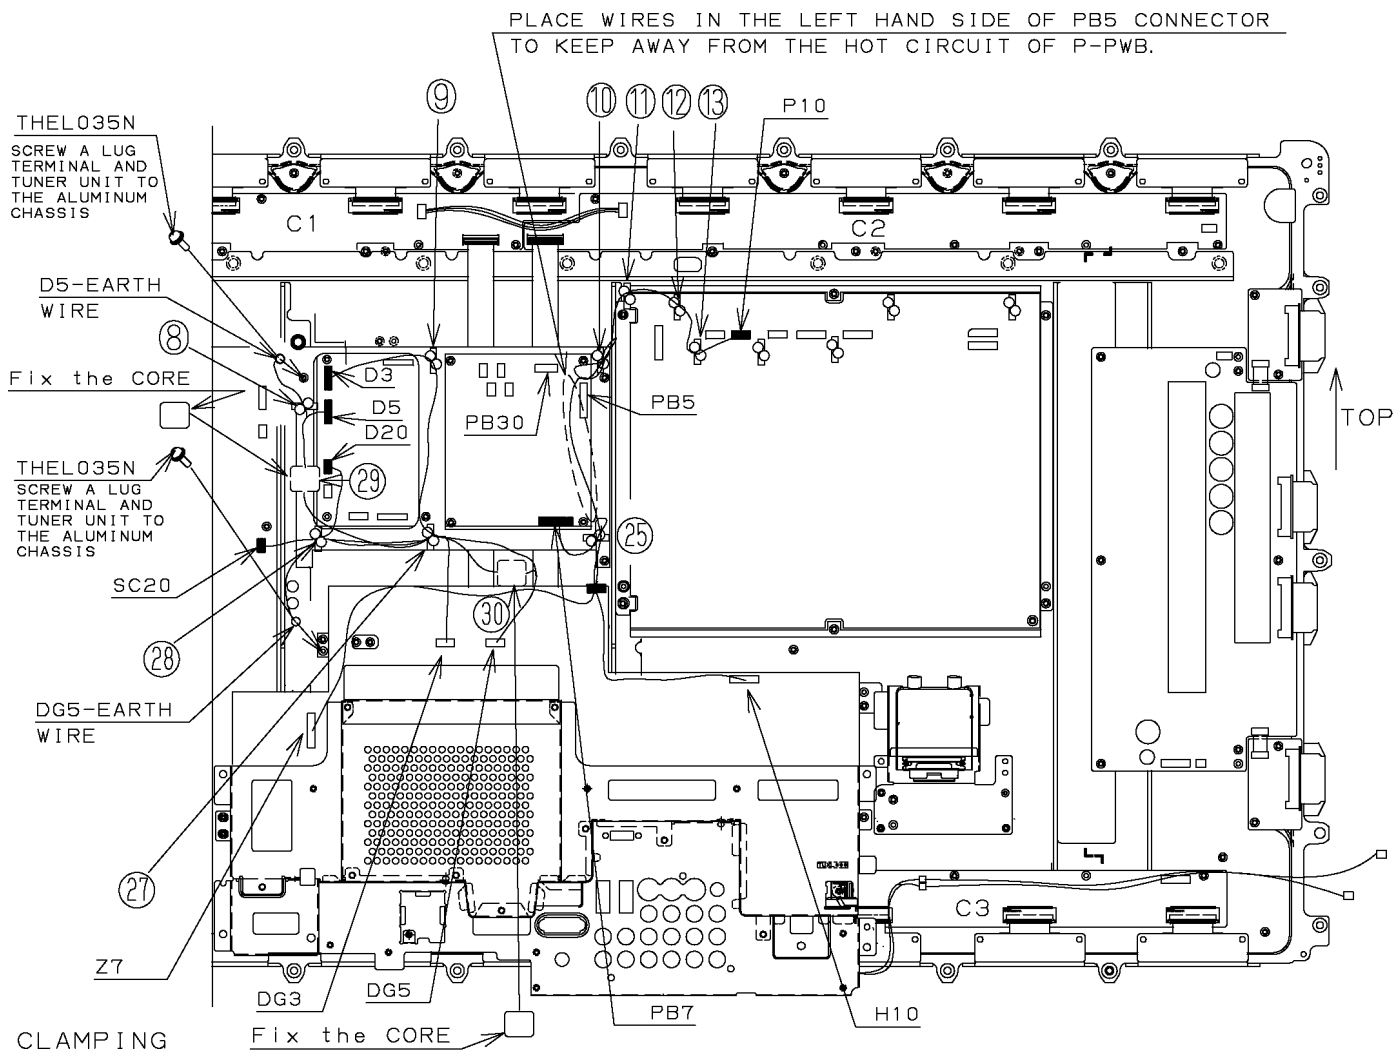 PLACE WIRES IN THE LEFT HAND SIDE OF PB5 CONNECTOR
TO KEEP AWAY FROM THE HOT CIRCUIT OF P-PWB.
9
10
11
12
13
P10
THEL035N
SCREW A LUG
TERMINAL AND
TUNER UNIT TO
THE ALUMINUM
CHASSIS
C1
C2
D5-EARTH
WIRE
8
Fix the CORE
D3
D5
D20
PB30
PB5
TOP
THEL035N
SCREW A LUG
TERMINAL AND
TUNER UNIT TO
THE ALUMINUM
CHASSIS
29
25
SC20
30
28
DG5-EARTH
WIRE
27
C3
Z7
DG3
DG5
PB7
H10
Fix the CORE
CLAMPING